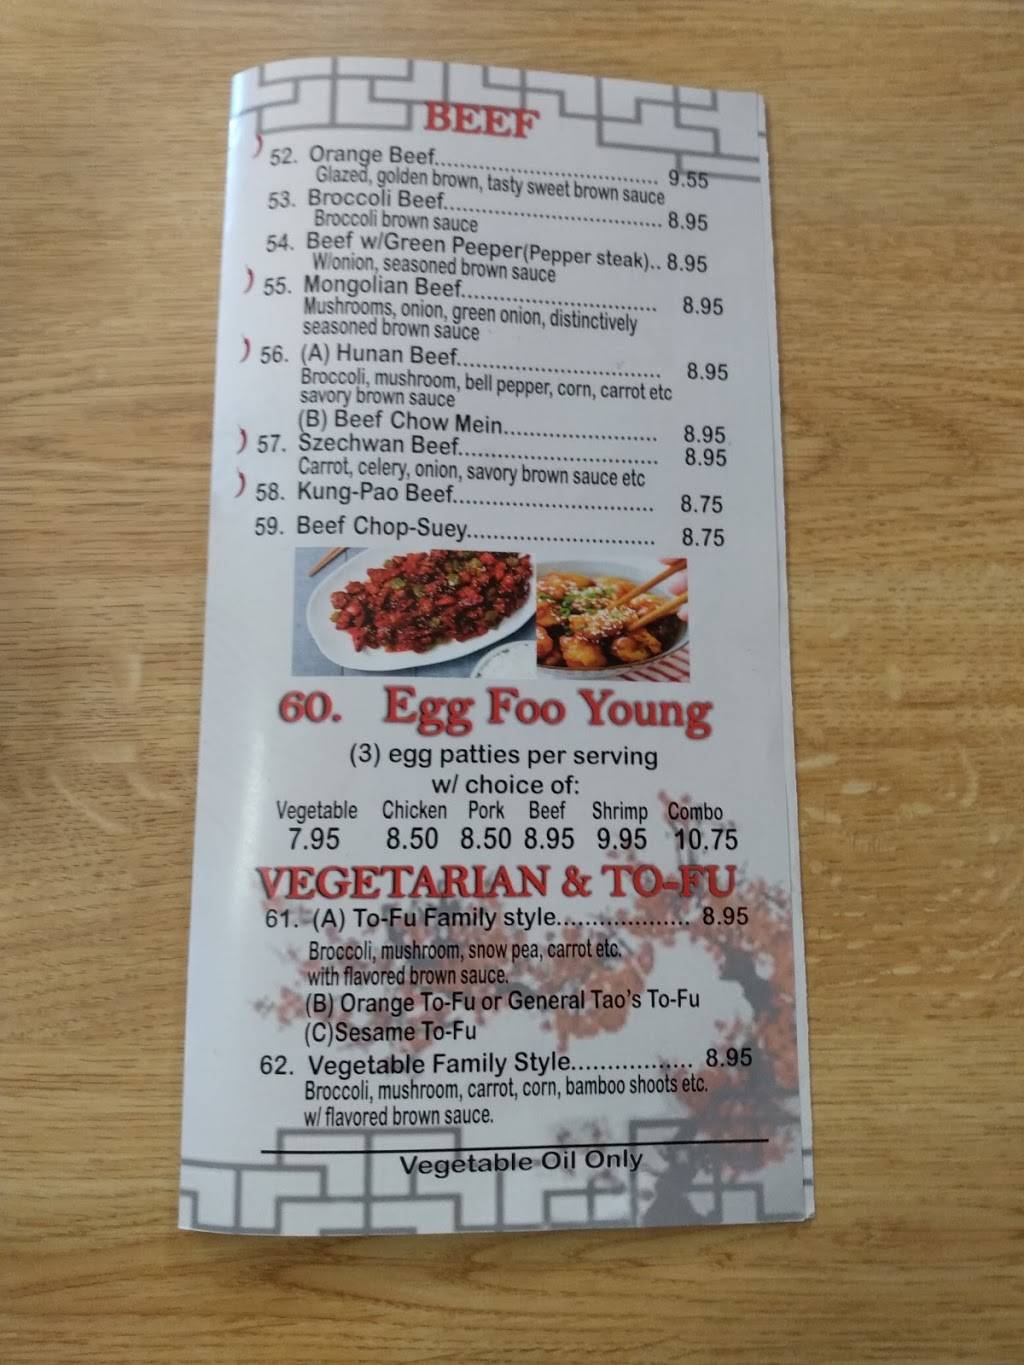 BEEF
52. Orange Beef................................... 9.55
Glazed, golden brown, tasty sweet brown sauce
53. Broccoli Beef.................................. 8.95
Broccoli brown sauce
54. Beef w/Green Peeper(Pepper steak).. 8.95
W/onion, seasoned brown sauce
55. Mongolian Beef............................... 8.95
Mushrooms, onion, green onion, distinctively
seasoned brown sauce
56. (A) Hunan Beef................................ 8.95
Broccoli, mushroom, bell pepper, corn, carrot etc
savory brown sauce
(B) Beef Chow Mein........................ 8.95
57. Szechwan Beef............................... 8.95
Carrot, celery, onion, savory brown sauce etc
58. Kung-Pao Beef............................... 8.75
59. Beef Chop-Suey............................. 8.75
60. Egg Foo Young
(3) egg patties per serving
w/ choice of:
Vegetable Chicken Pork Beef Shrimp Combo
7.95 8.50 8.50 8.95 9.95 10.75
VEGETARIAN & TO-FU
61. (A) To-Fu Family style................... 8.95
Broccoli, mushroom, snow pea, carrot etc.
with flavored brown sauce.
(B) Orange To-Fu or General Tao's To-Fu
(C)Sesame To-Fu
62. Vegetable Family Style................. 8.95
Broccoli, mushroom, carrot, corn, bamboo shoots etc.
w/ flavored brown sauce.
Vegetable Oil Only